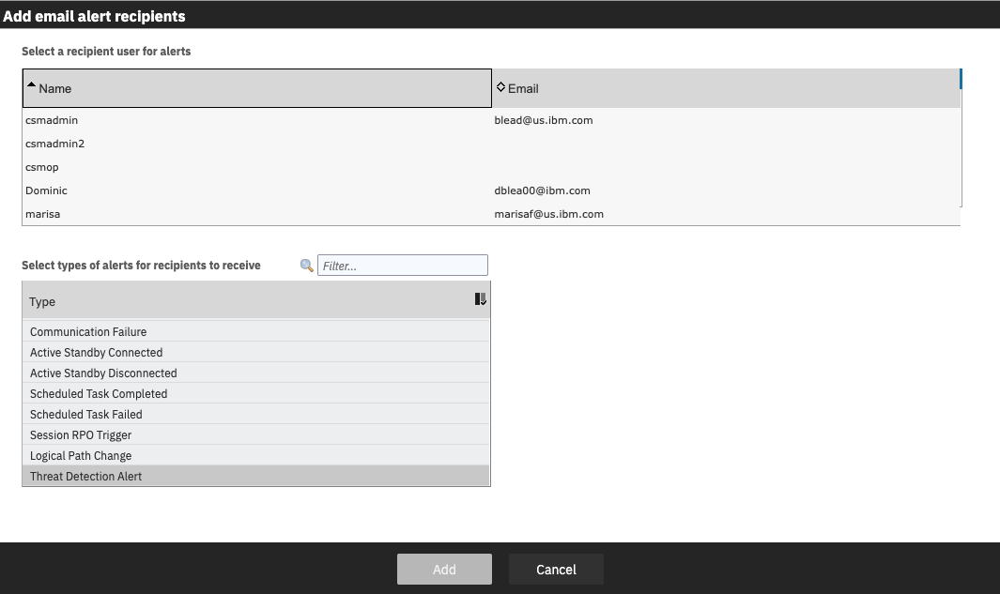 Add email alert recipients
Select a recipient user for alerts
Name Email
csmadmin blead@us.ibm.com
csmadmin2
csmop
Dominic dblea00@ibm.com
marisa marisaf@us.ibm.com
Select types of alerts for recipients to receive Filter...
Type
Communication Failure
Active Standby Connected
Active Standby Disconnected
Scheduled Task Completed
Scheduled Task Failed
Session RPO Trigger
Logical Path Change
Threat Detection Alert
Add Cancel